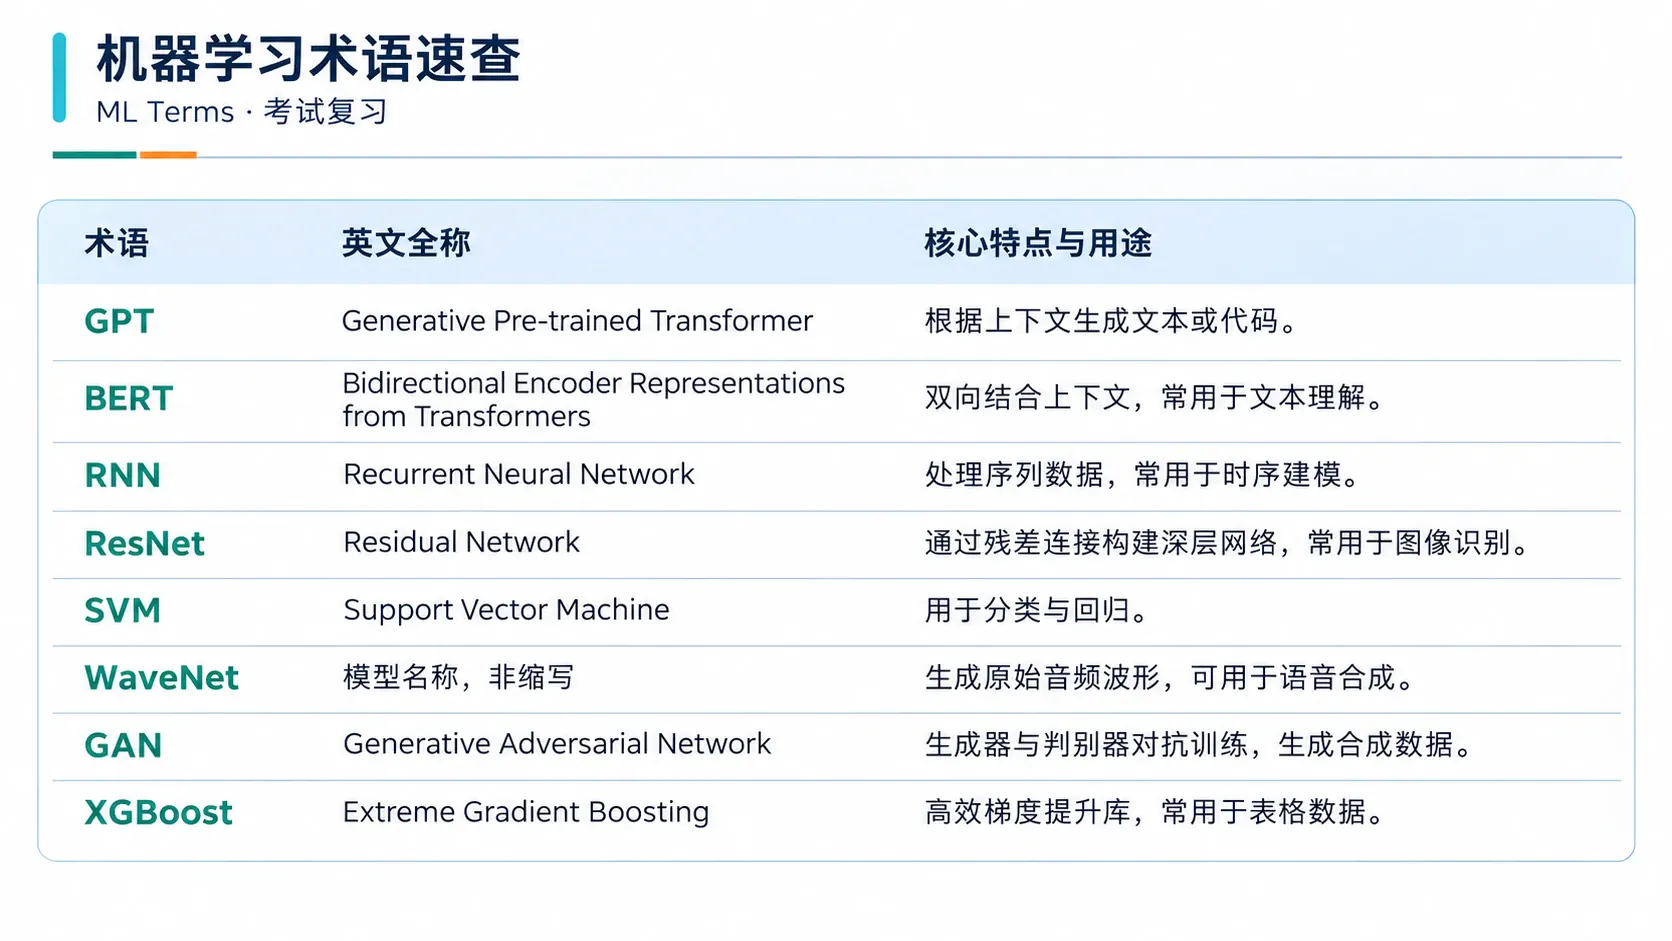 机器学习术语速查
ML Terms · 考试复习
术语 英文全称 核心特点与用途
GPT Generative Pre-trained Transformer 根据上下文生成文本或代码。
BERT Bidirectional Encoder Representations
from Transformers 双向结合上下文，常用于文本理解。
RNN Recurrent Neural Network 处理序列数据，常用于时序建模。
ResNet Residual Network 通过残差连接构建深层网络，常用于图像识别。
SVM Support Vector Machine 用于分类与回归。
WaveNet 模型名称，非缩写 生成原始音频波形，可用于语音合成。
GAN Generative Adversarial Network 生成器与判别器对抗训练，生成合成数据。
XGBoost Extreme Gradient Boosting 高效梯度提升库，常用于表格数据。